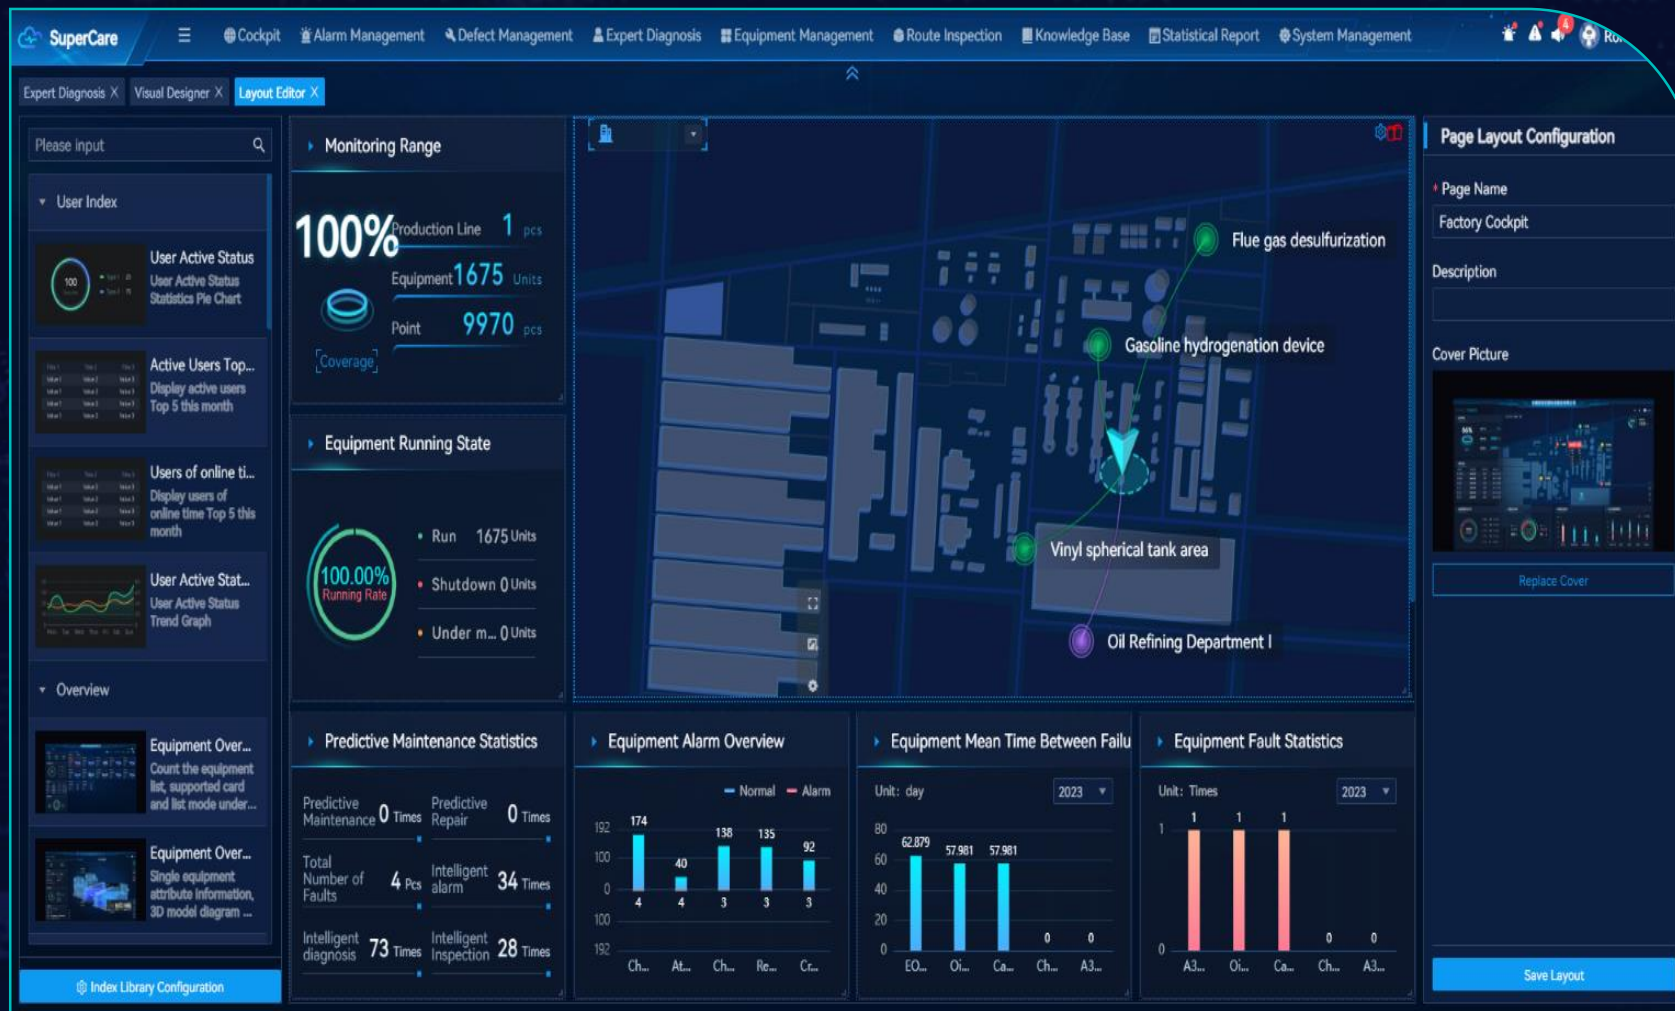 SuperCare
Cockpit
Alarm Management
Defect Management
Expert Diagnosis
Equipment Management
Route Inspection
Knowledge Base
Statistical Report
System Management
4
Expert Diagnosis X
Visual Designer X
Layout Editor X
Please input
User Index
100
User Active Status
User Active Status
Statistics Pie Chart
Active Users Top...
Display active users
Top 5 this month
Users of online ti...
Display users of
online time Top 5 this
month
User Active Stat...
User Active Status
Trend Graph
Overview
Equipment Over...
Count the equipment
list, supported card
and list mode under...
Equipment Over...
Single equipment
attribute information,
3D model diagram ...
Index Library Configuration
Monitoring Range
100%
Coverage
Production Line 1 pcs
Equipment 1675 Units
Point 9970 pcs
Equipment Running State
100.00%
Running Rate
Run 1675 Units
Shutdown 0 Units
Under m... 0 Units
Flue gas desulfurization
Gasoline hydrogenation device
Vinyl spherical tank area
Oil Refining Department I
Predictive Maintenance Statistics
Predictive
Maintenance 0 Times
Predictive
Repair 0 Times
Total
Number of
Faults 4 Pcs
Intelligent
alarm 34 Times
Intelligent
diagnosis 73 Times
Intelligent
Inspection 28 Times
Equipment Alarm Overview
Normal Alarm
192
100
0
100
192
174 40 138 135 92
4 4 3 3 3
Ch... At... Ch... Re... Cr...
Equipment Mean Time Between Failu
Unit: day
2023
80
60
40
20
0
62.879 57.981 57.981 0 0
EO... Oi... Ca... Ch... A3...
Equipment Fault Statistics
Unit: Times
2023
1
0
1 1 1 0 0
A3... Oi... Ca... Ch... A3...
Page Layout Configuration
* Page Name
Factory Cockpit
Description
Cover Picture
Replace Cover
Save Layout